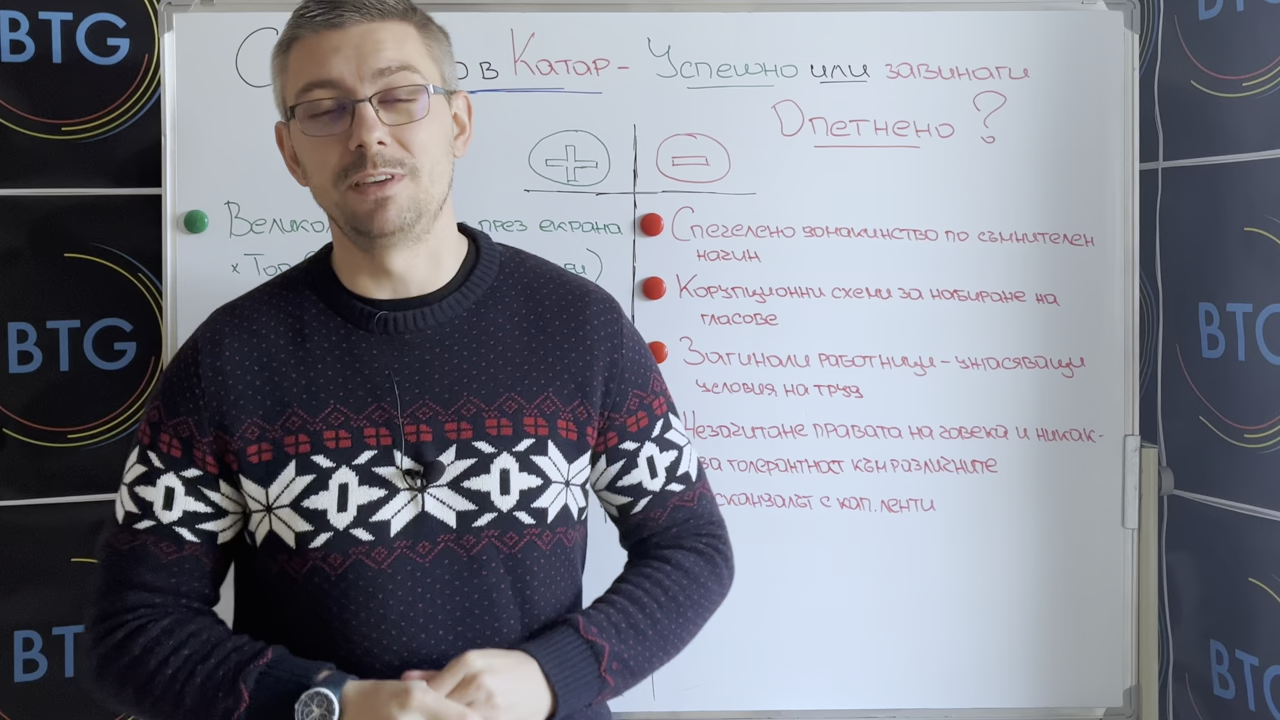 BTG
BTG
BTG
BTG
в Катар - Успешно или завинаги
Опетнено ?
+ -
през екрана
Спечелено домакинство по съмнителен
начин
Корупционни схеми за набиране на
гласове
Загинали работници - ужасяващи
условия на труд
Незачитане правата на човека и никак-
ва толерантност към различните
скандалът с кап. ленти
BTG
BTG